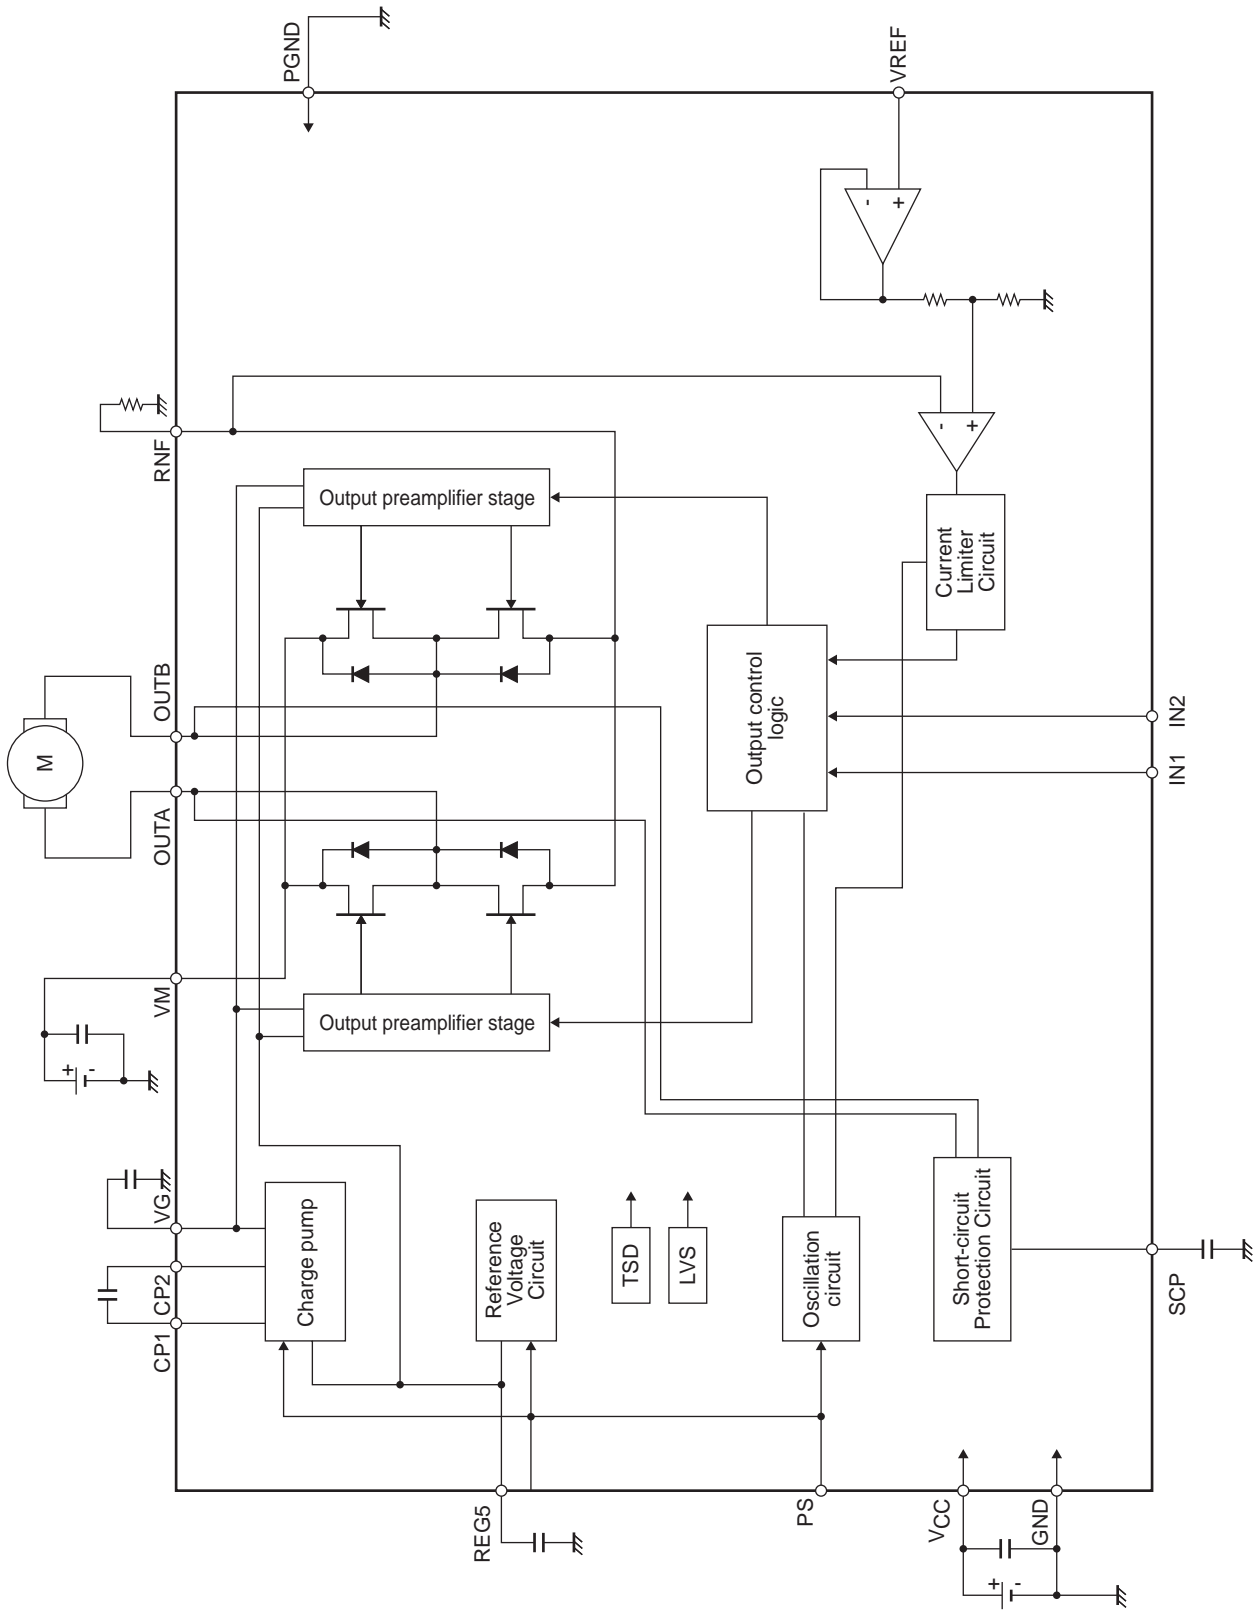 PGND
VREF
-
+
RNF
-
+
Output preamplifier stage
Current
Limiter
Circuit
OUTB
M
Output control
logic
IN2
IN1
OUTA
VM
Output preamplifier stage
+
-
VG
CP2
CP1
Charge pump
Reference
Voltage
Circuit
TSD
LVS
Oscillation
circuit
Short-circuit
Protection Circuit
SCP
REG5
PS
VCC
GND
+
-